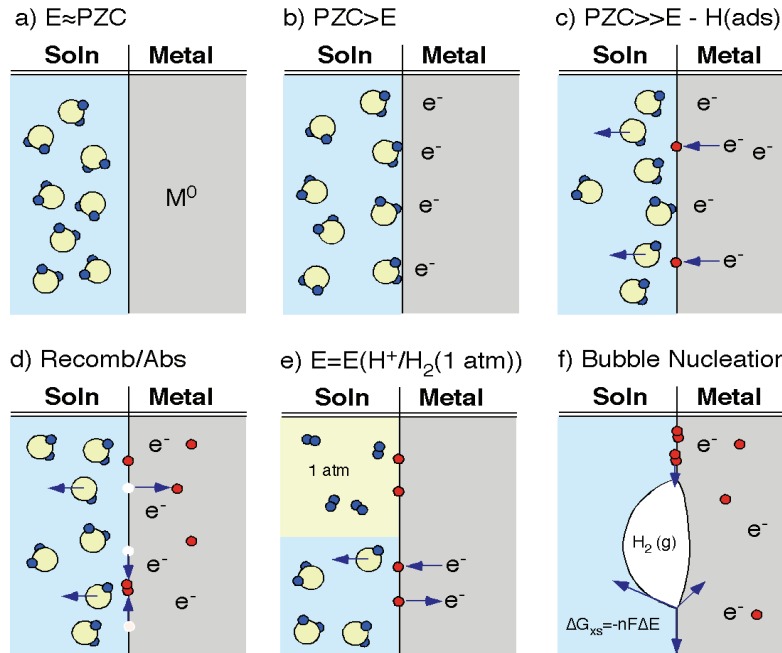 a) E≈PZC
Soln Metal
M⁰
b) PZC>E
Soln Metal
e⁻
e⁻
e⁻
e⁻
c) PZC>>E - H(ads)
Soln Metal
e⁻
e⁻ e⁻
e⁻
e⁻
d) Recomb/Abs
Soln Metal
e⁻
e⁻
e⁻
e⁻
e) E=E(H⁺/H₂(1 atm))
Soln Metal
1 atm
e⁻
e⁻
f) Bubble Nucleation
Soln Metal
e⁻
H₂ (g)
e⁻
e⁻
ΔGₓₛ=-nFΔE